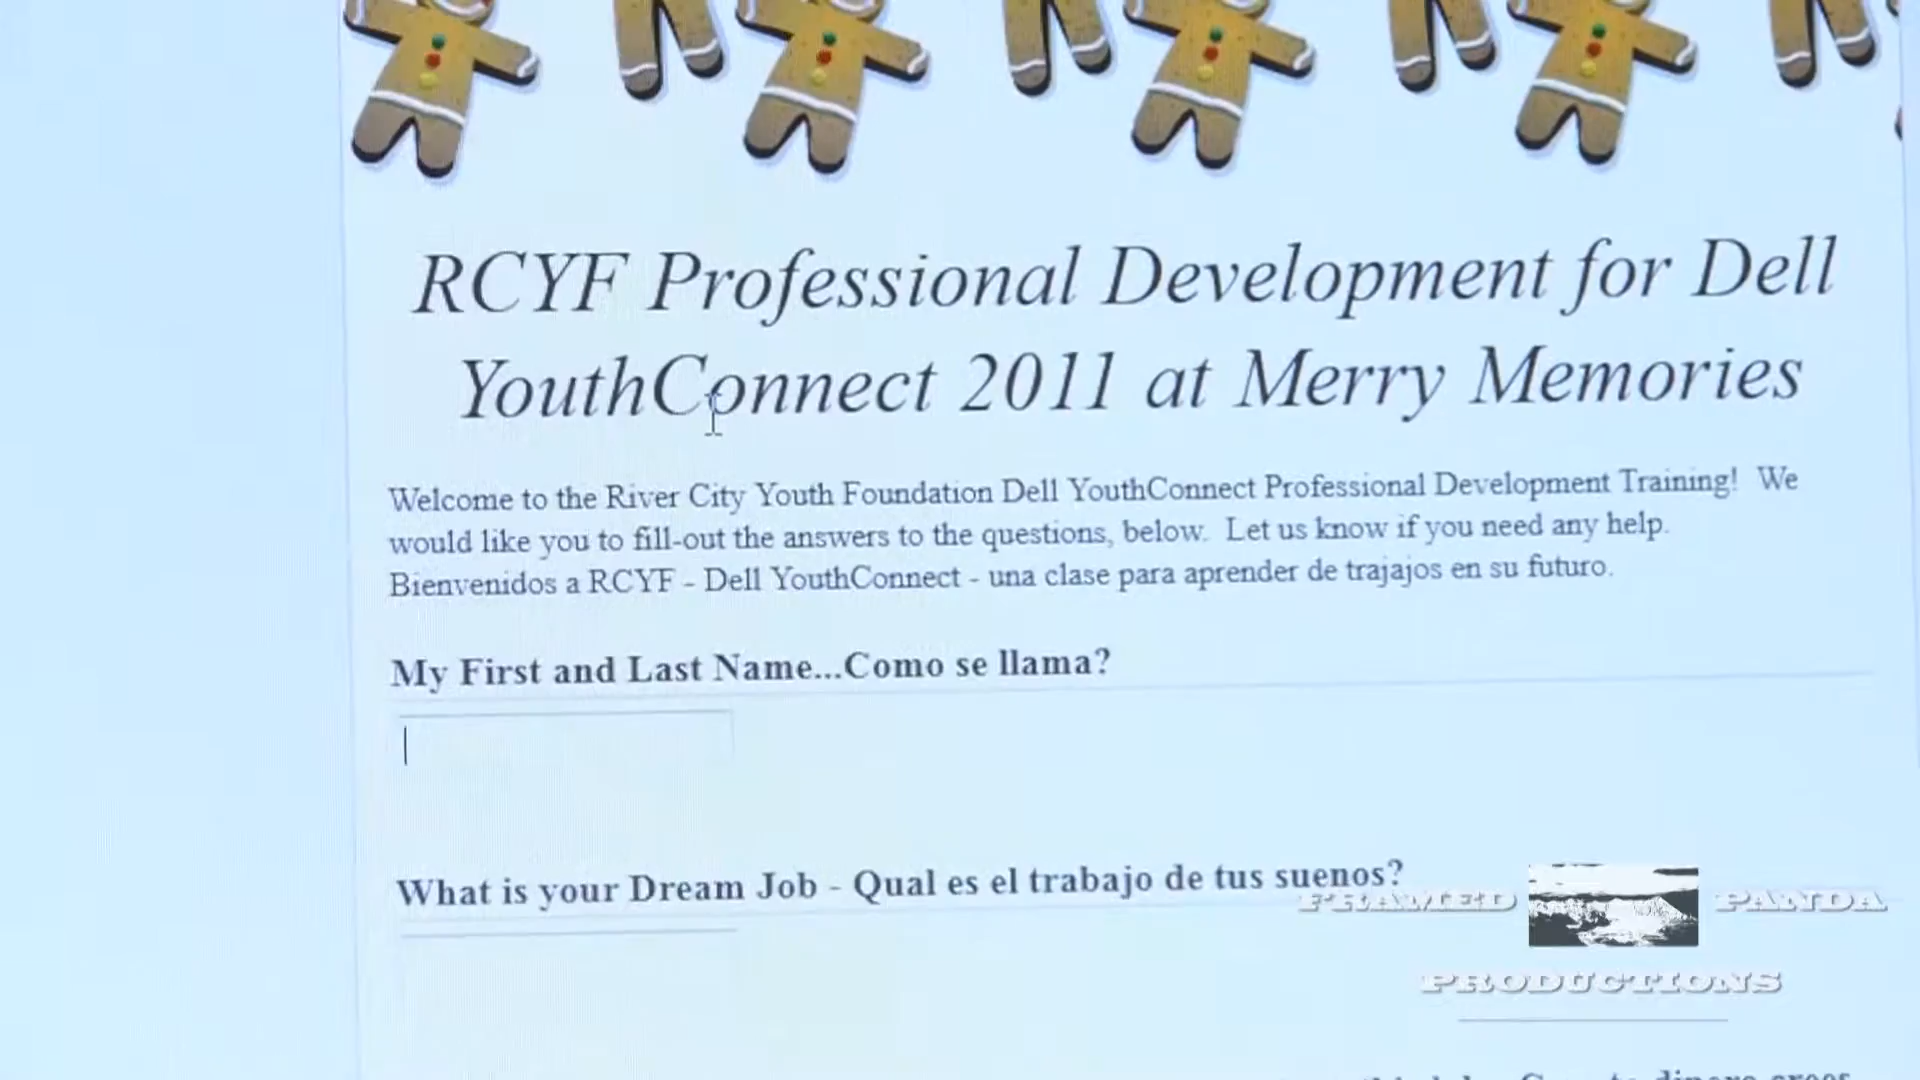 RCYF Professional Development for Dell
YouthConnect 2011 at Merry Memories
Welcome to the River City Youth Foundation Dell YouthConnect Professional Development Training! We
would like you to fill-out the answers to the questions, below. Let us know if you need any help.
Bienvenidos a RCYF - Dell YouthConnect - una clase para aprender de trajajos en su futuro.
My First and Last Name...Como se llama?
What is your Dream Job - Qual es el trabajo de tus suenos?
FRAMED PANDA
PRODUCTIONS